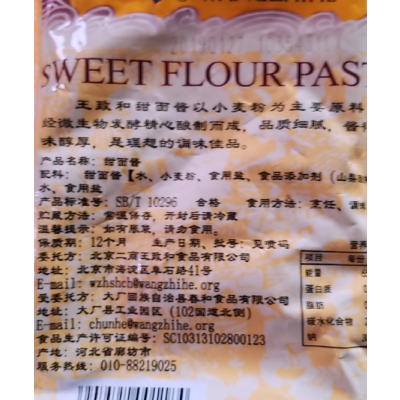 SWEET FLOUR PAST
王致和甜面酱以小麦粉为主要原料
经微生物发酵精心酿制而成，品质细腻，酱
味醇厚，是理想的调味佳品。
产品名称：甜面酱
配料： 甜面酱【水、小麦粉、食用盐、食品添加剂（山梨
水、食用盐
产品标准号：SB/T 10296 合格 食用方法：烹饪、
贮藏方法：常温保存，开封后请冷藏
温馨提示：如有胀袋，请勿食用。
保质期：12个月 生产日期、批号：见喷码 营养
委托方：北京二商王致和食品有限公司 项目 每份
地址：北京市海淀区阜石路41号 能量
E-mail: wzhshcb@wangzhihe.org 蛋白质
受委托方：大厂回族自治县春和食品有限公司 脂肪
地址：大厂县工业园区（102国道北侧） 碳水化合物
E-mail：chunhe@wangzhihe.org 钠
食品生产许可证编号：SC10313102800123
产地：河北省廊坊市
服务热线：010-88219025